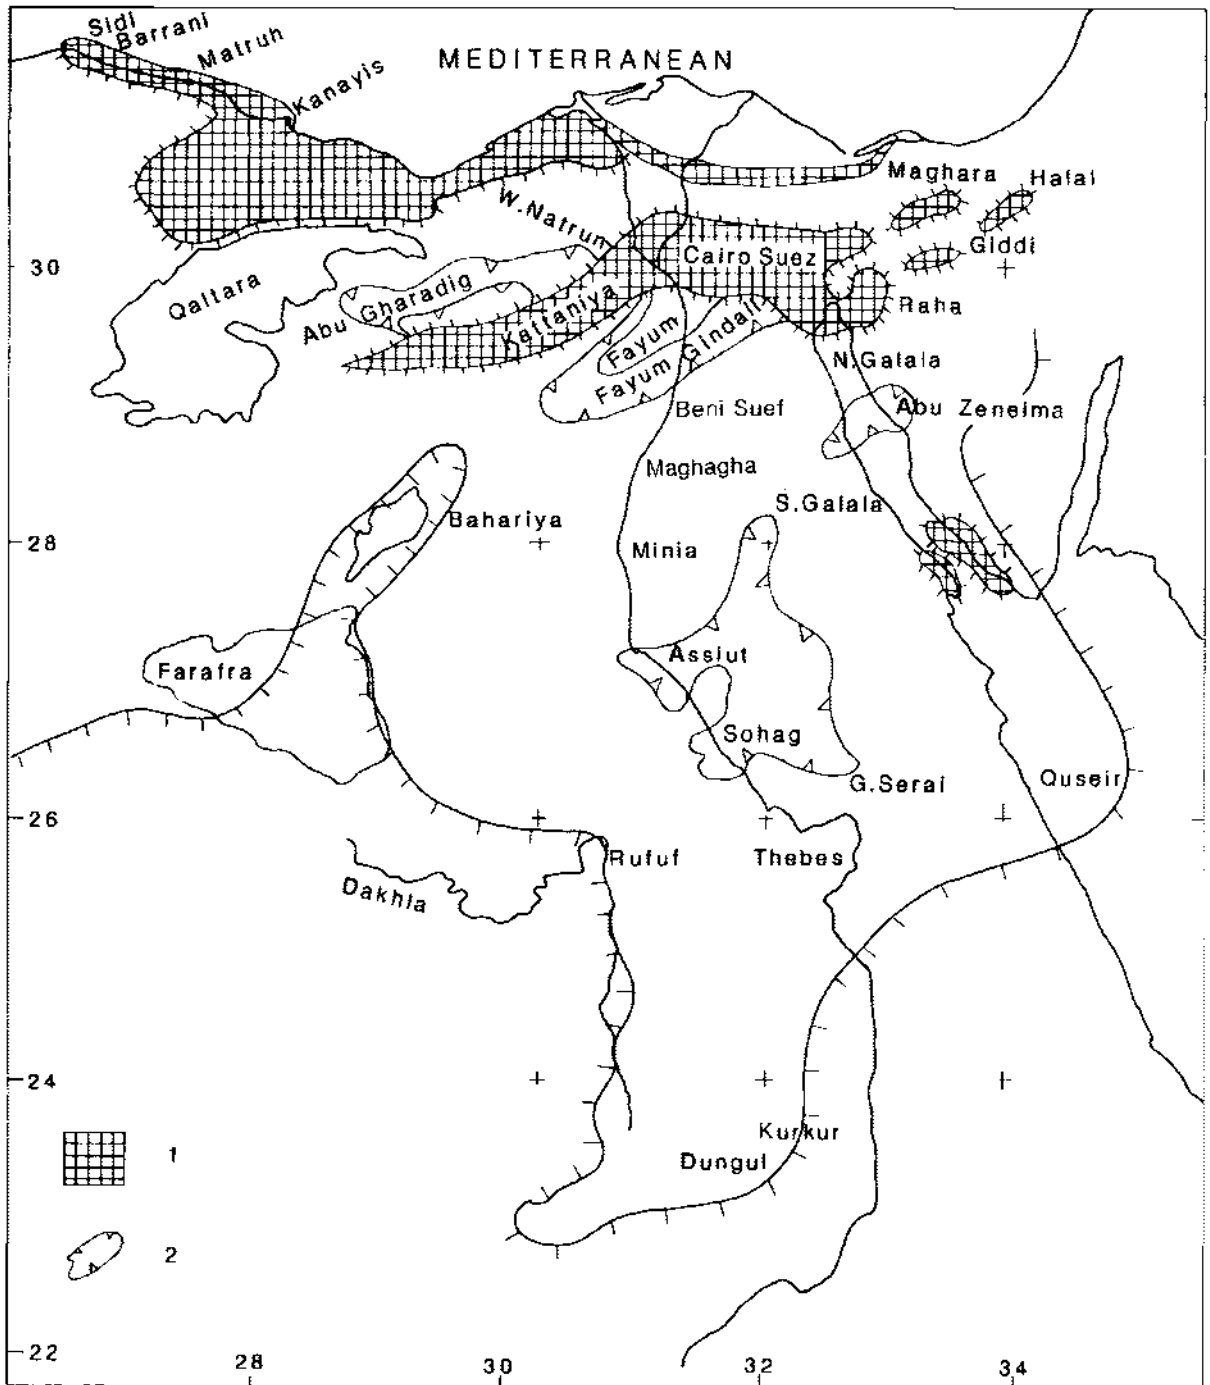 Sidi
Barrani
Matruh
Kanayis
MEDITERRANEAN
Maghara
Halal
W.Natrun
Cairo Suez
Giddi
30
Qattara
Abu Gharadig
Kattaniya
Raha
Fayum
Fayum Gindali
N.Galala
Beni Suef
Abu Zeneima
Maghagha
S.Galala
Bahariya
28
Minia
Assiut
Farafra
Sohag
G.Serai
Quseir
26
Rufuf
Thebes
Dakhla
24
Kurkur
1
Dungul
2
22
28
30
32
34